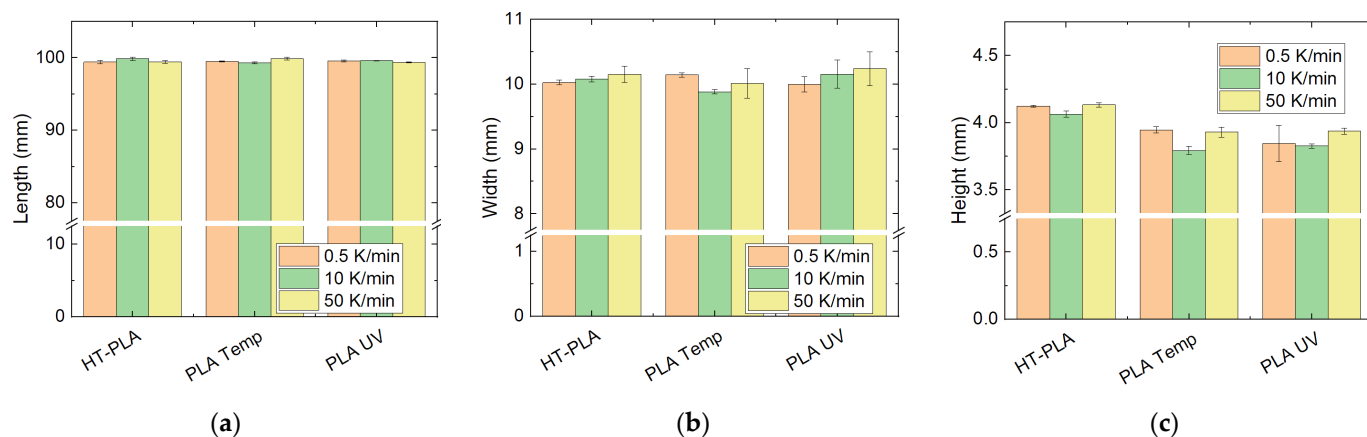 Length (mm)
100
90
80
10
0
0.5 K/min
10 K/min
50 K/min
HT-PLA
PLA Temp
PLA UV
(a)
Width (mm)
11
10
9
8
1
0
0.5 K/min
10 K/min
50 K/min
HT-PLA
PLA Temp
PLA UV
(b)
Height (mm)
4.5
4.0
3.5
0.5
0.0
0.5 K/min
10 K/min
50 K/min
HT-PLA
PLA Temp
PLA UV
(c)